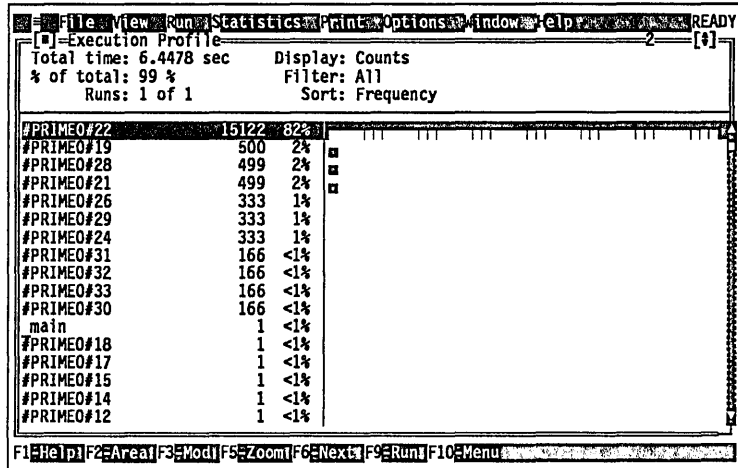 ≡ File View Run Statistics Print Options Window Help READY
[■]=Execution Profile 2 [↕]
Total time: 6.4478 sec Display: Counts
% of total: 99 % Filter: All
Runs: 1 of 1 Sort: Frequency
#PRIME0#22 15122 82%
#PRIME0#19 500 2%
#PRIME0#28 499 2%
#PRIME0#21 499 2%
#PRIME0#26 333 1%
#PRIME0#29 333 1%
#PRIME0#24 333 1%
#PRIME0#31 166 <1%
#PRIME0#32 166 <1%
#PRIME0#33 166 <1%
#PRIME0#30 166 <1%
_main 1 <1%
#PRIME0#18 1 <1%
#PRIME0#17 1 <1%
#PRIME0#15 1 <1%
#PRIME0#14 1 <1%
#PRIME0#12 1 <1%
F1-Help F2-Area F3-Mod F5-Zoom F6-Next F9-Run F10-Menu